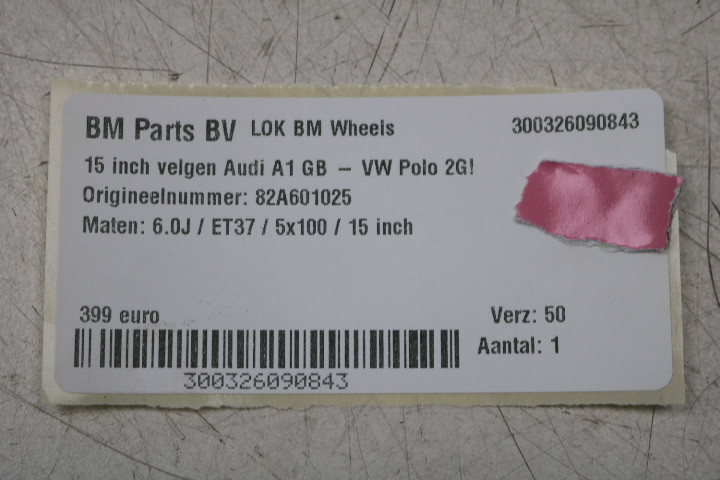 BM Parts BV LOK BM Wheels 300326090843
15 inch velgen Audi A1 GB – VW Polo
Origineelnummer: 82A601025
Maten: 6.0J / ET37 / 5x100 / 15 inch
399 euro Verz: 50
Aantal: 1
300326090843